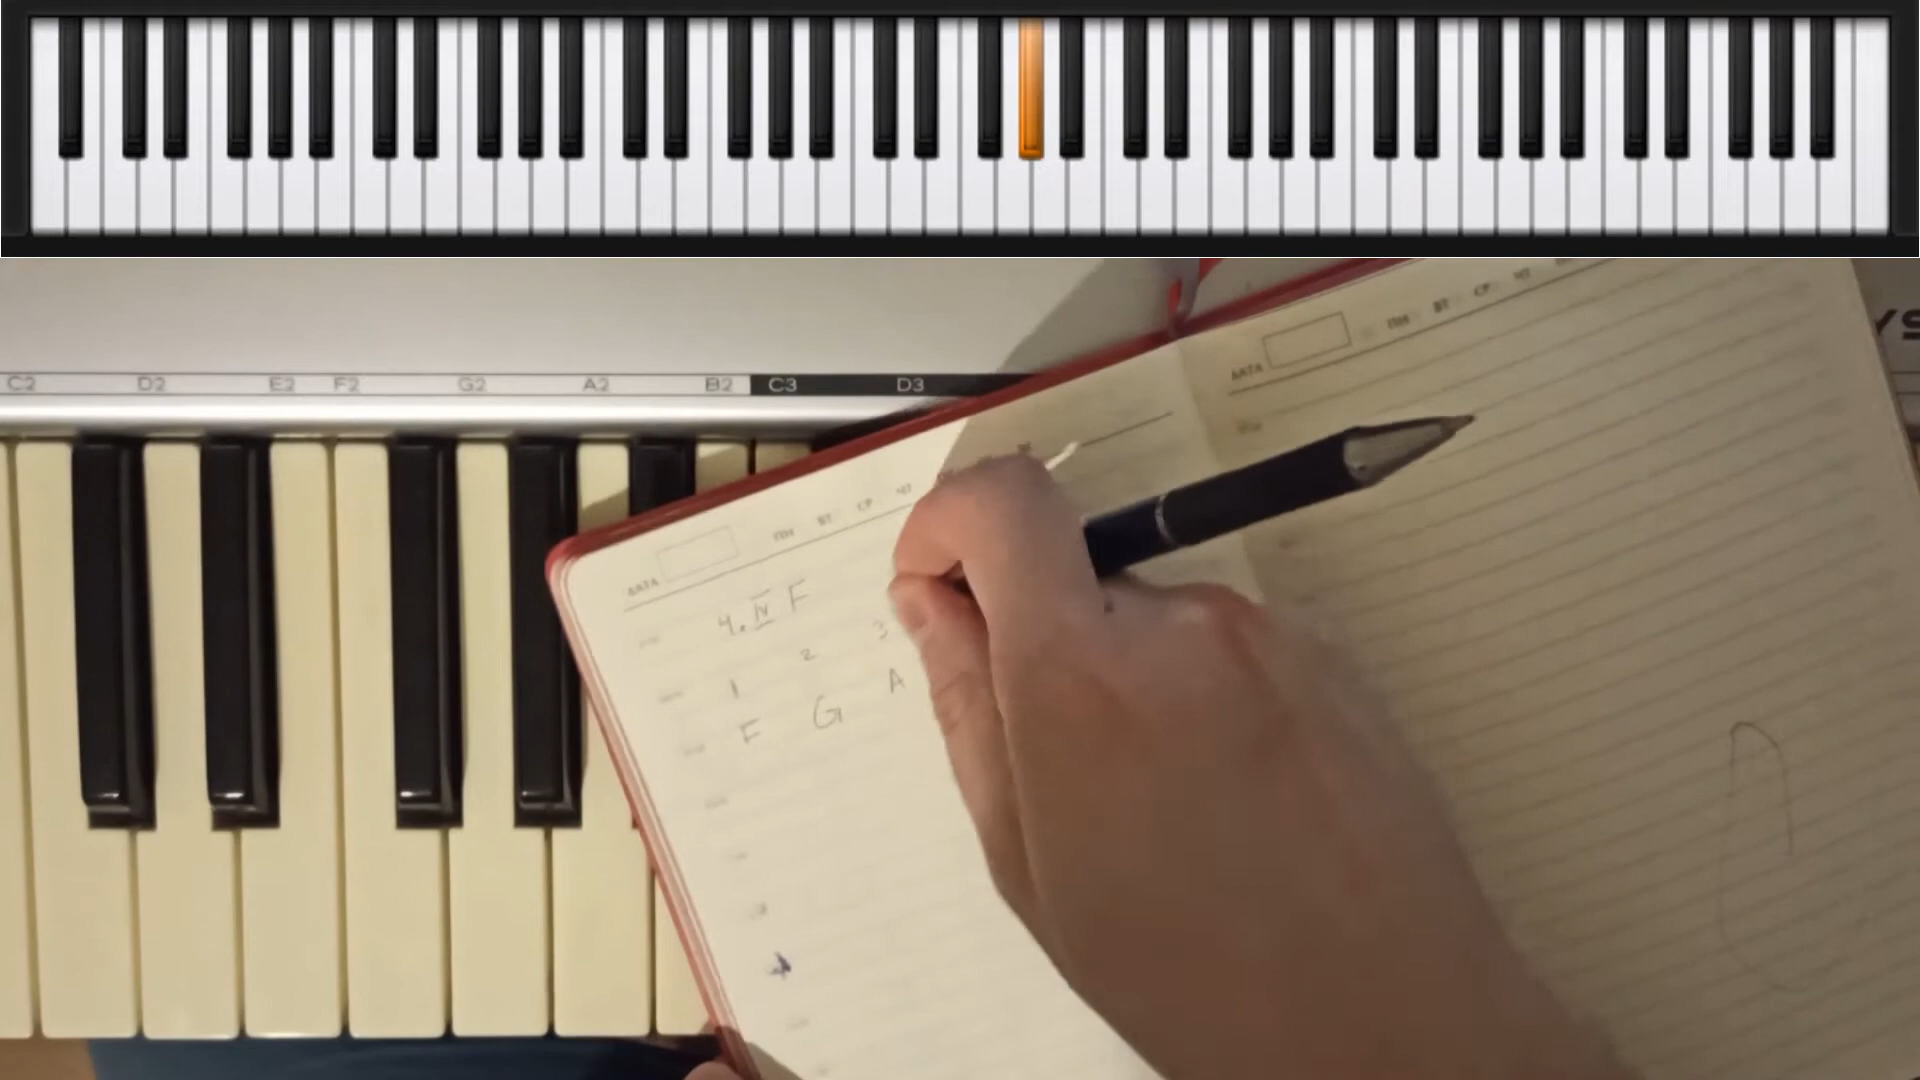 C2 D2 E2 F2 G2 A2 B2 C3 D3
ДАТА ПН ВТ СР ЧТ
ДАТА ПН ВТ СР ЧТ
YS
4. IV F
1 2 3
F G A